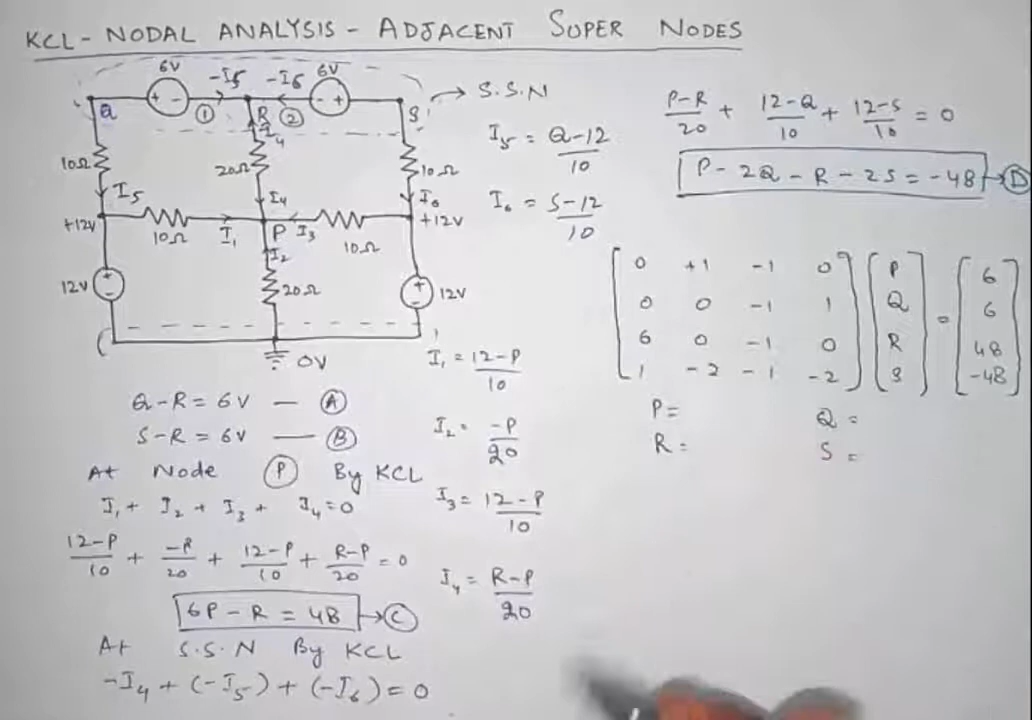 KCL - NODAL ANALYSIS - ADJACENT SUPER NODES
6V -I5 -I6 6V
Q + - ① R ② - + S
→ S.S.N
I4
10Ω 20Ω 10Ω
I5 I4 I6
+12V 10Ω I1 P I3 10Ω +12V
I2
12V 20Ω 12V
0V
I5 = Q-12/10
I6 = S-12/10
I1 = 12-P/10
I2 = -P/20
I3 = 12-P/10
I4 = R-P/20
Q-R = 6V — Ⓐ
S-R = 6V — Ⓑ
At Node Ⓟ By KCL
I1 + I2 + I3 + I4 = 0
12-P/10 + -P/20 + 12-P/10 + R-P/20 = 0
6P - R = 48 → Ⓒ
At S.S.N By KCL
-I4 + (-I5) + (-I6) = 0
P-R/20 + 12-Q/10 + 12-S/10 = 0
P - 2Q - R - 2S = -48 → Ⓓ
0 +1 -1 0 P 6
0 0 -1 1 Q = 6
6 0 -1 0 R 48
1 -2 -1 -2 S -48
P = Q =
R = S =